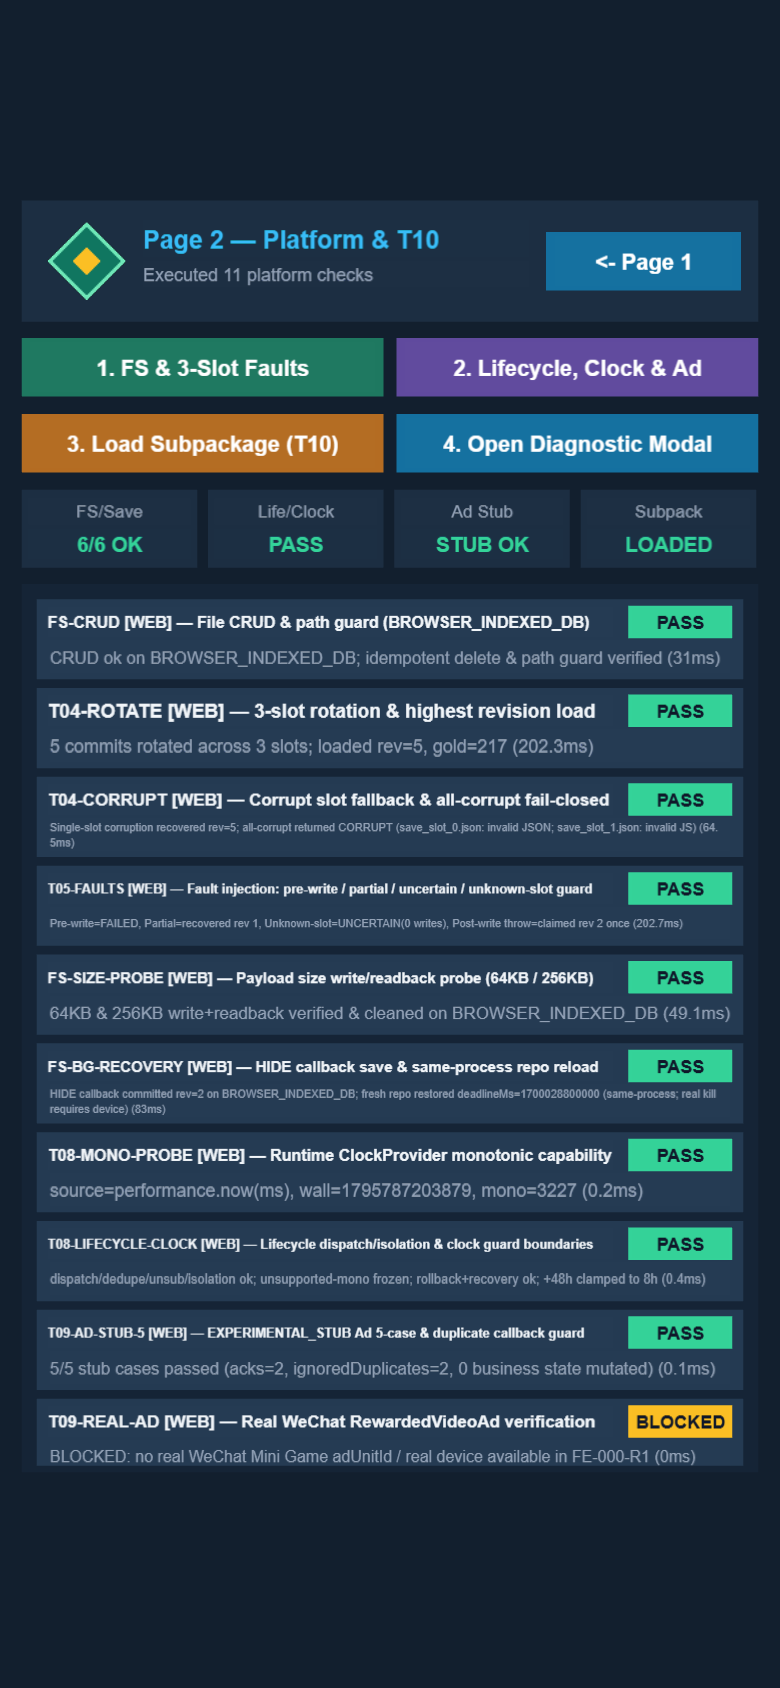 Page 2 — Platform & T10
Executed 11 platform checks
<- Page 1
1. FS & 3-Slot Faults
2. Lifecycle, Clock & Ad
3. Load Subpackage (T10)
4. Open Diagnostic Modal
FS/Save
6/6 OK
Life/Clock
PASS
Ad Stub
STUB OK
Subpack
LOADED
FS-CRUD [WEB] — File CRUD & path guard (BROWSER_INDEXED_DB)
PASS
CRUD ok on BROWSER_INDEXED_DB; idempotent delete & path guard verified (31ms)
T04-ROTATE [WEB] — 3-slot rotation & highest revision load
PASS
5 commits rotated across 3 slots; loaded rev=5, gold=217 (202.3ms)
T04-CORRUPT [WEB] — Corrupt slot fallback & all-corrupt fail-closed
PASS
Single-slot corruption recovered rev=5; all-corrupt returned CORRUPT (save_slot_0.json: invalid JSON; save_slot_1.json: invalid JS) (64.
5ms)
T05-FAULTS [WEB] — Fault injection: pre-write / partial / uncertain / unknown-slot guard
PASS
Pre-write=FAILED, Partial=recovered rev 1, Unknown-slot=UNCERTAIN(0 writes), Post-write throw=claimed rev 2 once (202.7ms)
FS-SIZE-PROBE [WEB] — Payload size write/readback probe (64KB / 256KB)
PASS
64KB & 256KB write+readback verified & cleaned on BROWSER_INDEXED_DB (49.1ms)
FS-BG-RECOVERY [WEB] — HIDE callback save & same-process repo reload
PASS
HIDE callback committed rev=2 on BROWSER_INDEXED_DB; fresh repo restored deadlineMs=1700028800000 (same-process; real kill
requires device) (83ms)
T08-MONO-PROBE [WEB] — Runtime ClockProvider monotonic capability
PASS
source=performance.now(ms), wall=1795787203879, mono=3227 (0.2ms)
T08-LIFECYCLE-CLOCK [WEB] — Lifecycle dispatch/isolation & clock guard boundaries
PASS
dispatch/dedupe/unsub/isolation ok; unsupported-mono frozen; rollback+recovery ok; +48h clamped to 8h (0.4ms)
T09-AD-STUB-5 [WEB] — EXPERIMENTAL_STUB Ad 5-case & duplicate callback guard
PASS
5/5 stub cases passed (acks=2, ignoredDuplicates=2, 0 business state mutated) (0.1ms)
T09-REAL-AD [WEB] — Real WeChat RewardedVideoAd verification
BLOCKED
BLOCKED: no real WeChat Mini Game adUnitId / real device available in FE-000-R1 (0ms)